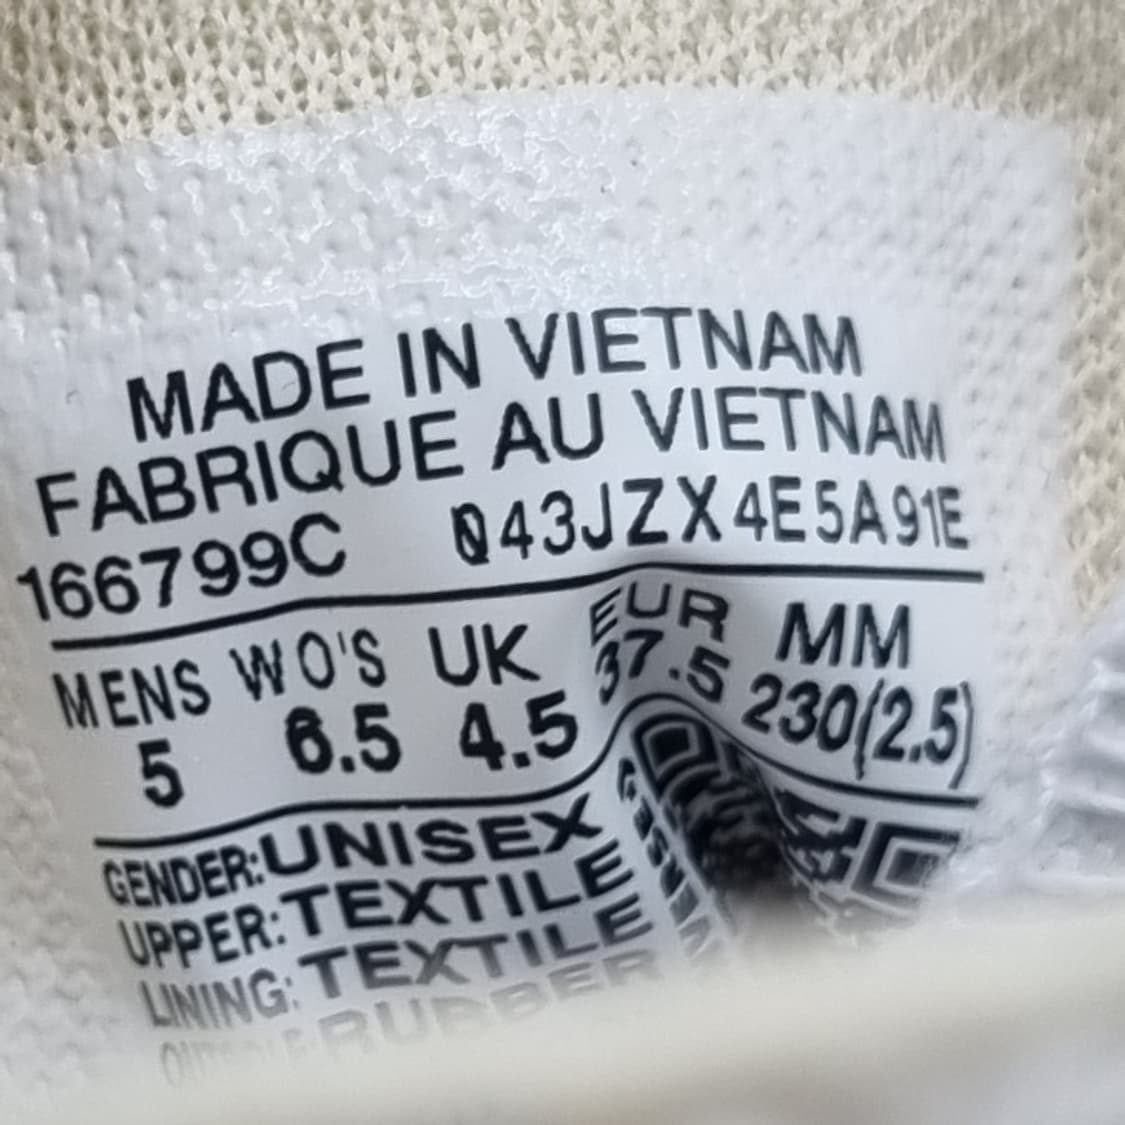 MADE IN VIETNAM
FABRIQUE AU VIETNAM
166799C 043JZX4E5A91E
MENS WO'S UK EUR MM
5 6.5 4.5 37.5 230(2.5)
GENDER:UNISEX
UPPER:TEXTILE
LINING:TEXTILE
RUBBER